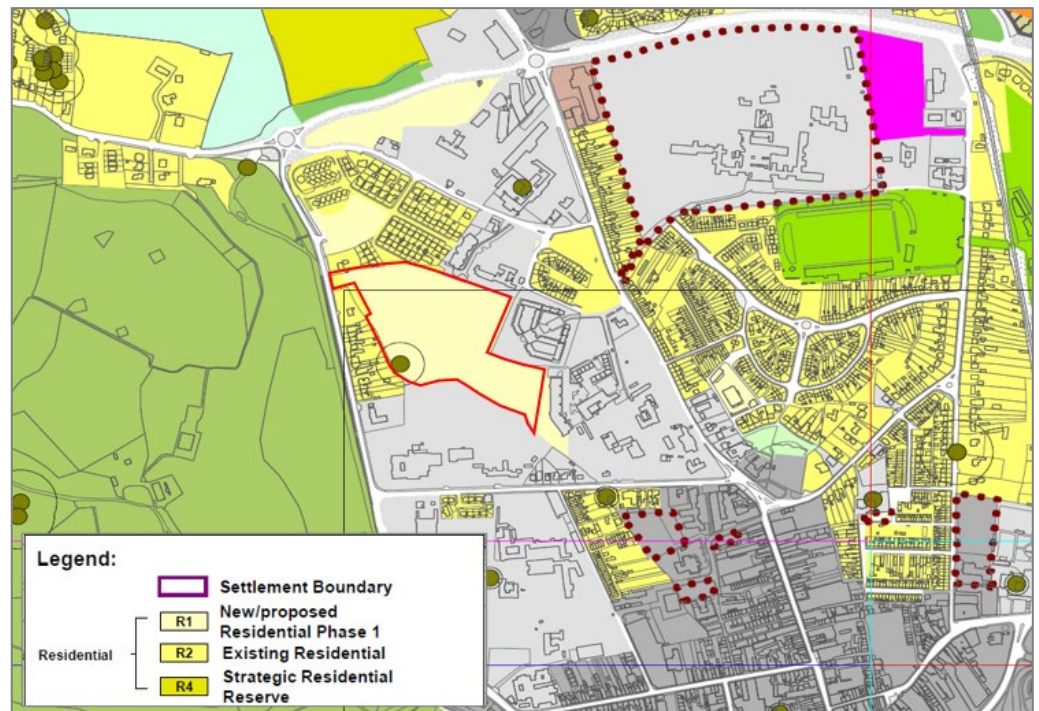 Legend:
Settlement Boundary
R1 New/proposed
Residential Phase 1
Residential
R2 Existing Residential
R4 Strategic Residential
Reserve